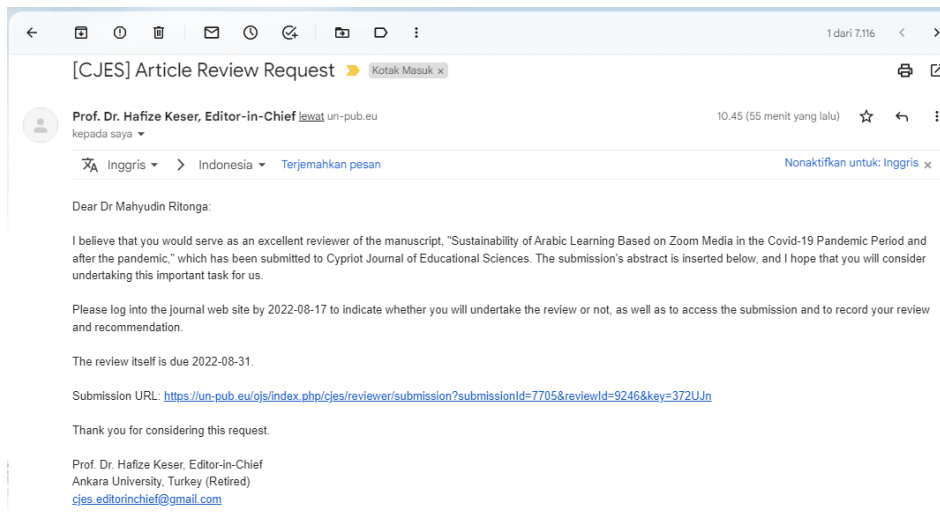 1 dari 7.116
[CJES] Article Review Request Kotak Masuk ×
Prof. Dr. Hafize Keser, Editor-in-Chief lewat un-pub.eu
10.45 (55 menit yang lalu)
kepada saya
Inggris > Indonesia Terjemahkan pesan
Nonaktifkan untuk: Inggris ×
Dear Dr Mahyudin Ritonga:
I believe that you would serve as an excellent reviewer of the manuscript, "Sustainability of Arabic Learning Based on Zoom Media in the Covid-19 Pandemic Period and
after the pandemic," which has been submitted to Cypriot Journal of Educational Sciences. The submission's abstract is inserted below, and I hope that you will consider
undertaking this important task for us.
Please log into the journal web site by 2022-08-17 to indicate whether you will undertake the review or not, as well as to access the submission and to record your review
and recommendation.
The review itself is due 2022-08-31.
Submission URL: https://un-pub.eu/ojs/index.php/cjes/reviewer/submission?submissionId=7705&reviewId=9246&key=372UJn
Thank you for considering this request.
Prof. Dr. Hafize Keser, Editor-in-Chief
Ankara University, Turkey (Retired)
cjes.editorinchief@gmail.com